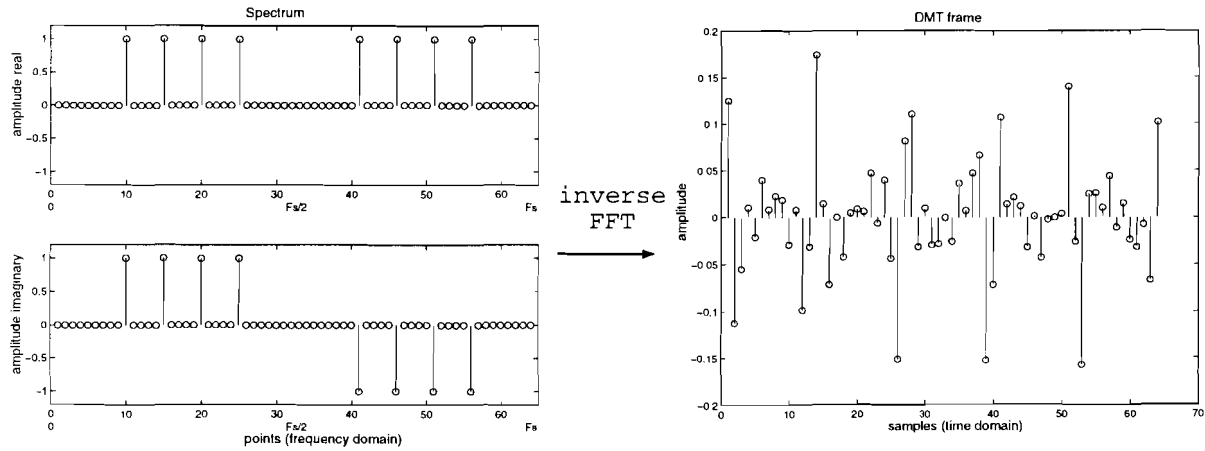 Spectrum
amplitude real
1
0.5
0
−0.5
−1
0 10 20 30 40 50 60
0 Fs/2 Fs
amplitude imaginary
1
0.5
0
−0.5
−1
0 10 20 30 40 50 60
0 Fs/2 Fs
points (frequency domain)
inverse
FFT
DMT frame
amplitude
0.2
0.15
0.1
0.05
0
−0.05
−0.1
−0.15
−0.2
0 10 20 30 40 50 60 70
samples (time domain)